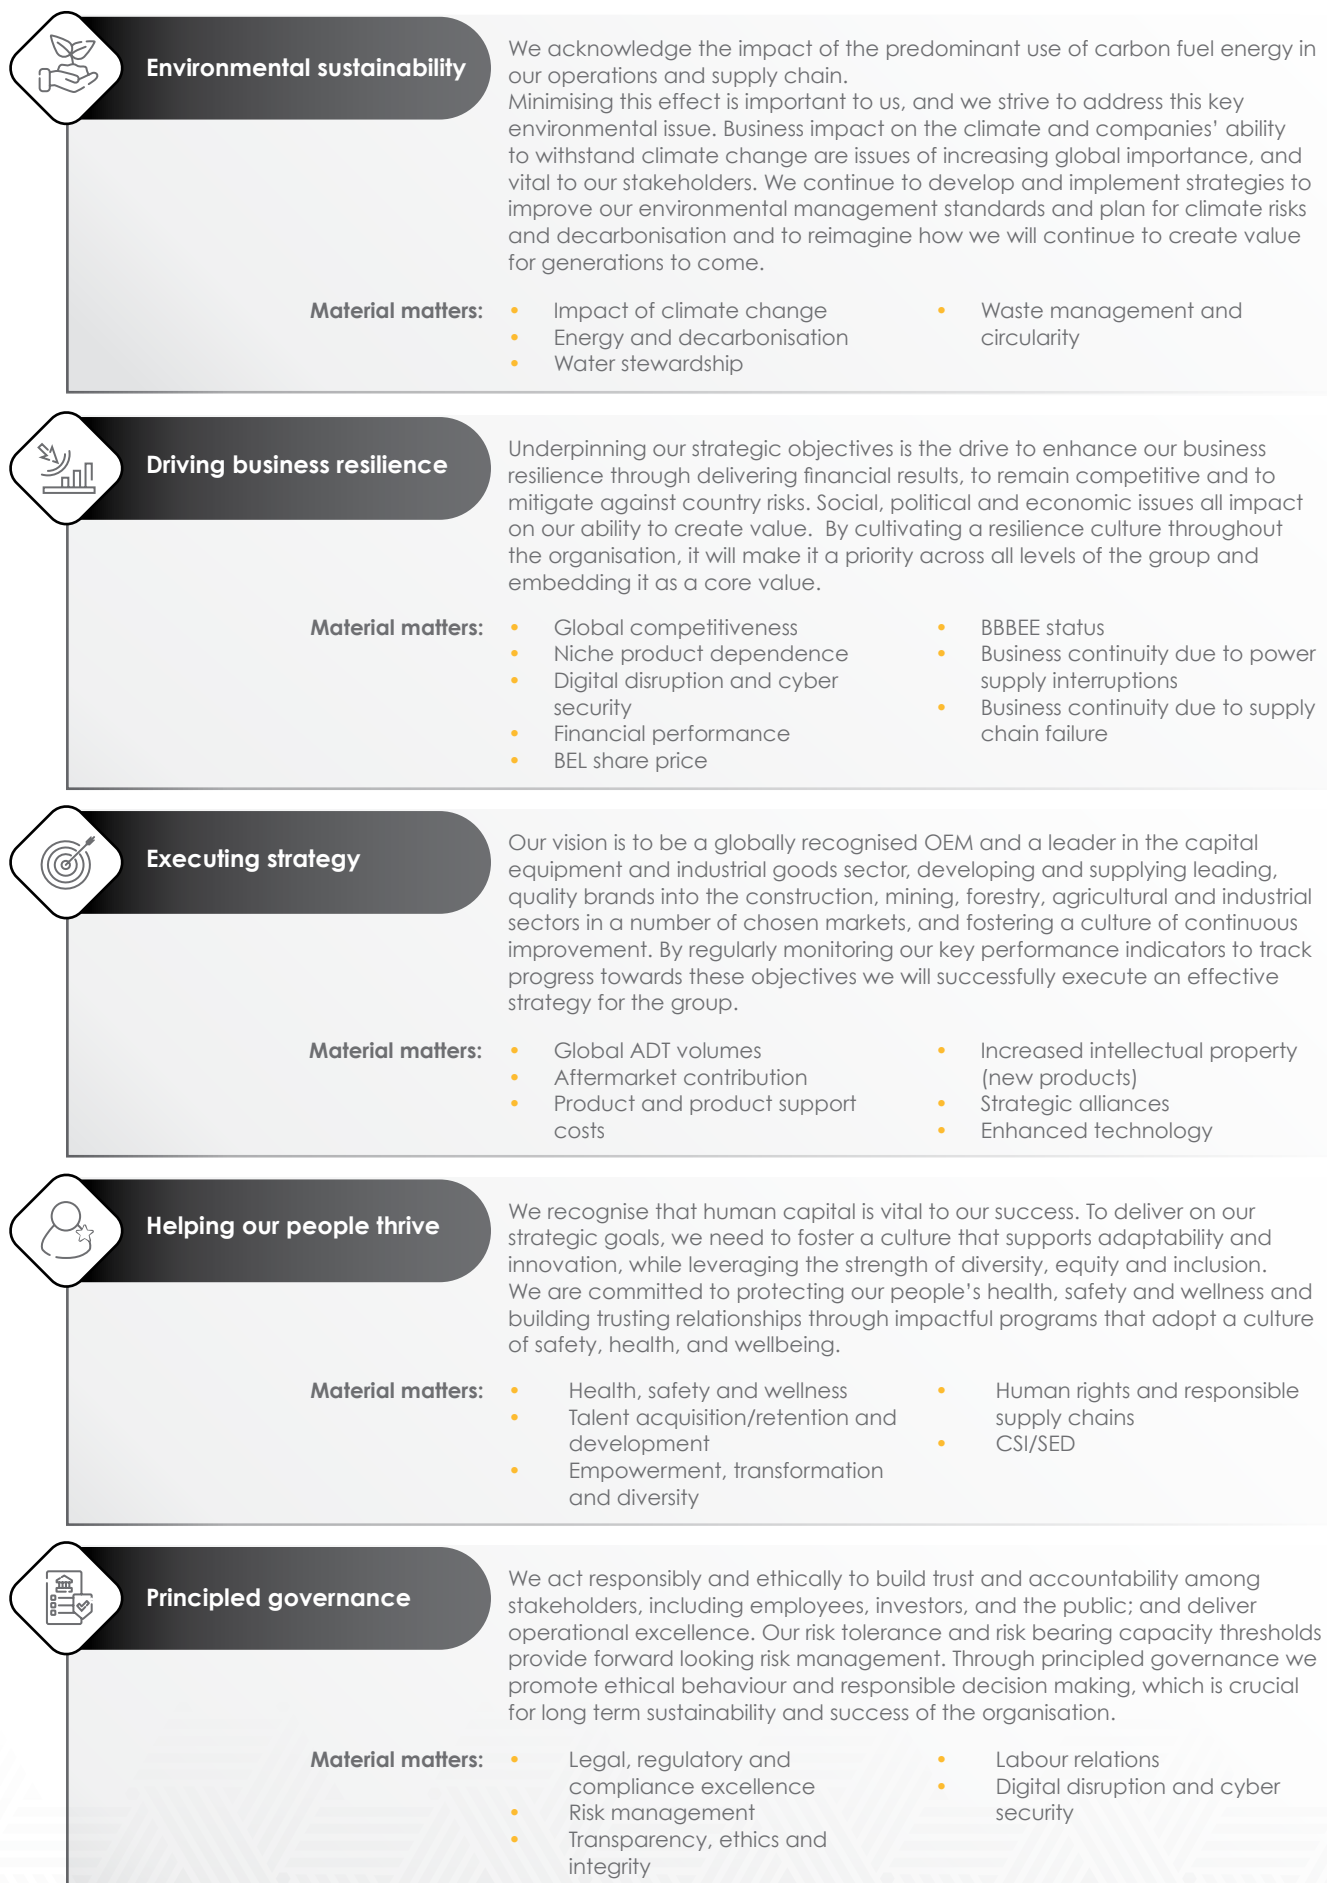 Environmental sustainability
We acknowledge the impact of the predominant use of carbon fuel energy in
our operations and supply chain.
Minimising this effect is important to us, and we strive to address this key
environmental issue. Business impact on the climate and companies' ability
to withstand climate change are issues of increasing global importance, and
vital to our stakeholders. We continue to develop and implement strategies to
improve our environmental management standards and plan for climate risks
and decarbonisation and to reimagine how we will continue to create value
for generations to come.
Material matters:
• Impact of climate change
• Energy and decarbonisation
• Water stewardship
• Waste management and
circularity
Driving business resilience
Underpinning our strategic objectives is the drive to enhance our business
resilience through delivering financial results, to remain competitive and to
mitigate against country risks. Social, political and economic issues all impact
on our ability to create value.  By cultivating a resilience culture throughout
the organisation, it will make it a priority across all levels of the group and
embedding it as a core value.
Material matters:
• Global competitiveness
• Niche product dependence
• Digital disruption and cyber
security
• Financial performance
• BEL share price
• BBBEE status
• Business continuity due to power
supply interruptions
• Business continuity due to supply
chain failure
Executing strategy
Our vision is to be a globally recognised OEM and a leader in the capital
equipment and industrial goods sector, developing and supplying leading,
quality brands into the construction, mining, forestry, agricultural and industrial
sectors in a number of chosen markets, and fostering a culture of continuous
improvement. By regularly monitoring our key performance indicators to track
progress towards these objectives we will successfully execute an effective
strategy for the group.
Material matters:
• Global ADT volumes
• Aftermarket contribution
• Product and product support
costs
• Increased intellectual property
(new products)
• Strategic alliances
• Enhanced technology
Helping our people thrive
We recognise that human capital is vital to our success. To deliver on our
strategic goals, we need to foster a culture that supports adaptability and
innovation, while leveraging the strength of diversity, equity and inclusion.
We are committed to protecting our people's health, safety and wellness and
building trusting relationships through impactful programs that adopt a culture
of safety, health, and wellbeing.
Material matters:
• Health, safety and wellness
• Talent acquisition/retention and
development
• Empowerment, transformation
and diversity
• Human rights and responsible
supply chains
• CSI/SED
Principled governance
We act responsibly and ethically to build trust and accountability among
stakeholders, including employees, investors, and the public; and deliver
operational excellence. Our risk tolerance and risk bearing capacity thresholds
provide forward looking risk management. Through principled governance we
promote ethical behaviour and responsible decision making, which is crucial
for long term sustainability and success of the organisation.
Material matters:
• Legal, regulatory and
compliance excellence
• Risk management
• Transparency, ethics and
integrity
• Labour relations
• Digital disruption and cyber
security